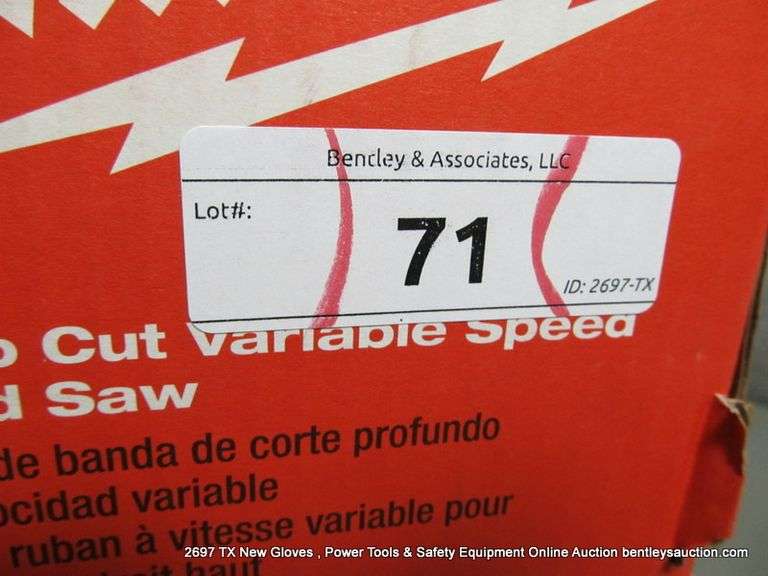 Bentley & Associates, LLC
Lot#:
71
ID: 2697-TX
Cut Variable Speed
Saw
de banda de corte profundo
variable
ruban à vitesse variable pour
haut
2697 TX New Gloves , Power Tools & Safety Equipment Online Auction bentleysauction.com